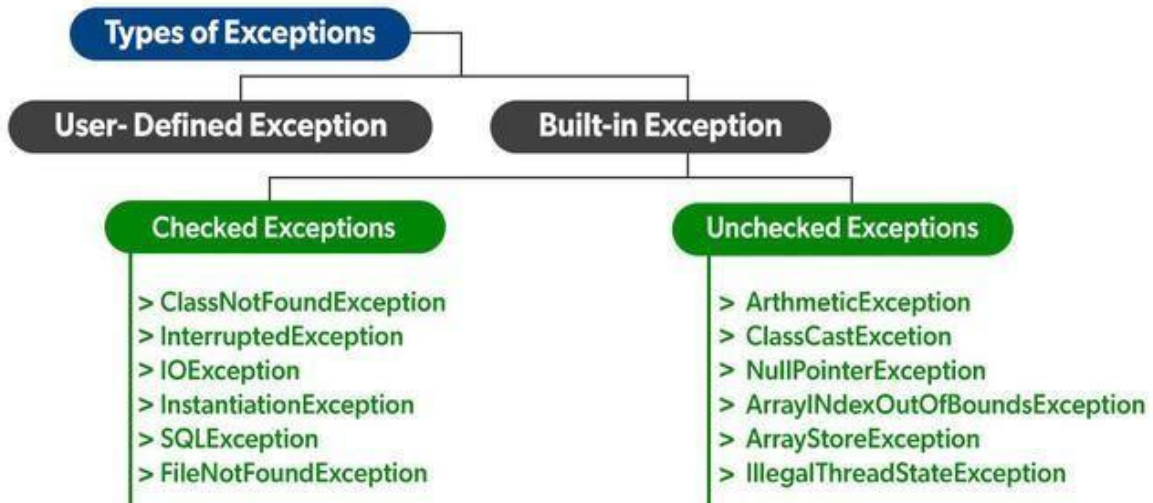 Types of Exceptions
User- Defined Exception
Built-in Exception
Checked Exceptions
> ClassNotFoundException
> InterruptedException
> IOException
> InstantiationException
> SQLException
> FileNotFoundException
Unchecked Exceptions
> ArthmeticException
> ClassCastExcetion
> NullPointerException
> ArrayINdexOutOfBoundsException
> ArrayStoreException
> IllegalThreadStateException